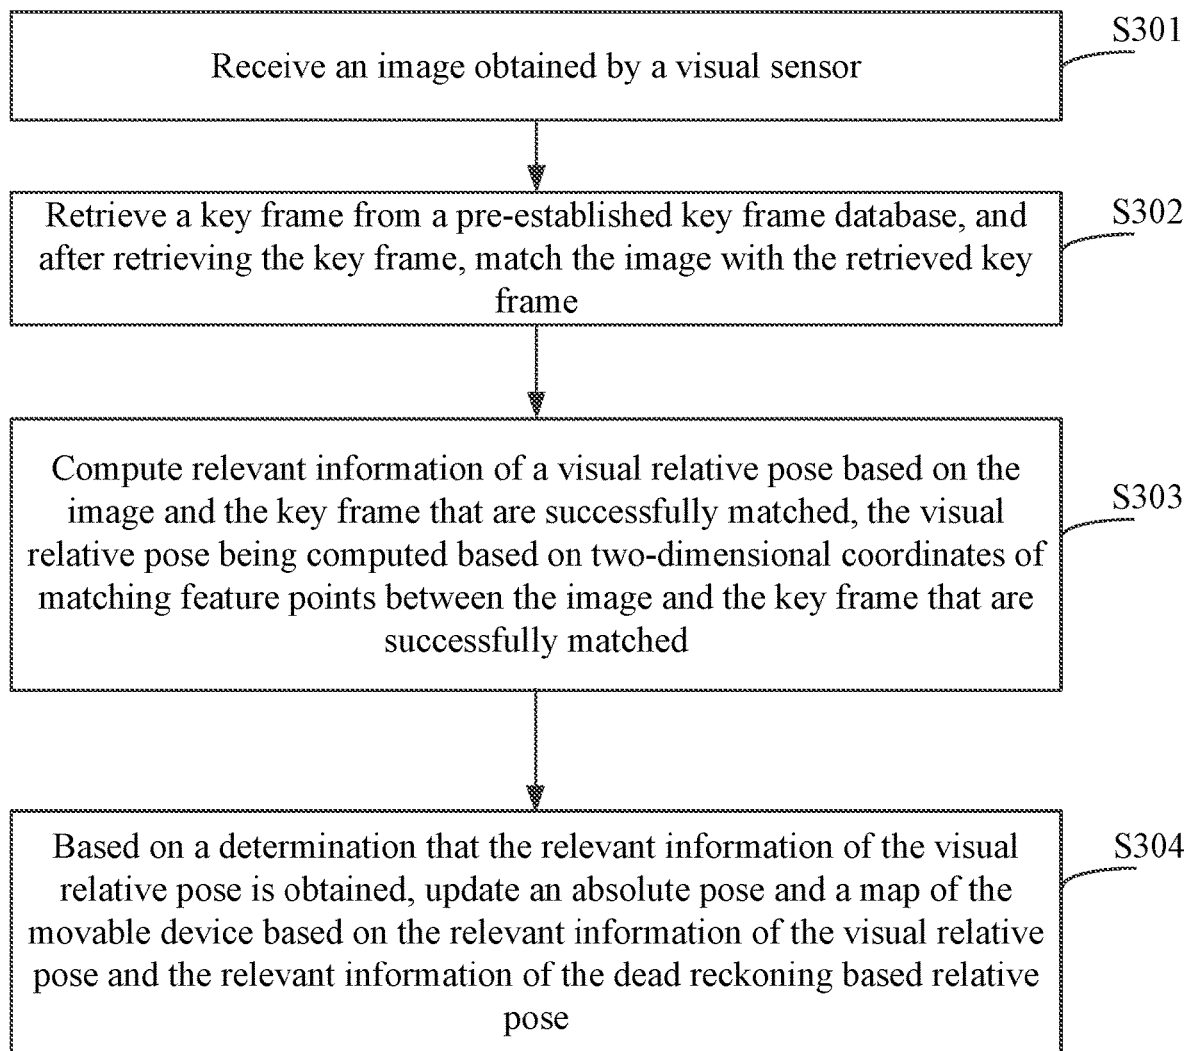 Receive an image obtained by a visual sensor
S301
Retrieve a key frame from a pre-established key frame database, and
after retrieving the key frame, match the image with the retrieved key
frame
S302
Compute relevant information of a visual relative pose based on the
image and the key frame that are successfully matched, the visual
relative pose being computed based on two-dimensional coordinates of
matching feature points between the image and the key frame that are
successfully matched
S303
Based on a determination that the relevant information of the visual
relative pose is obtained, update an absolute pose and a map of the
movable device based on the relevant information of the visual relative
pose and the relevant information of the dead reckoning based relative
pose
S304